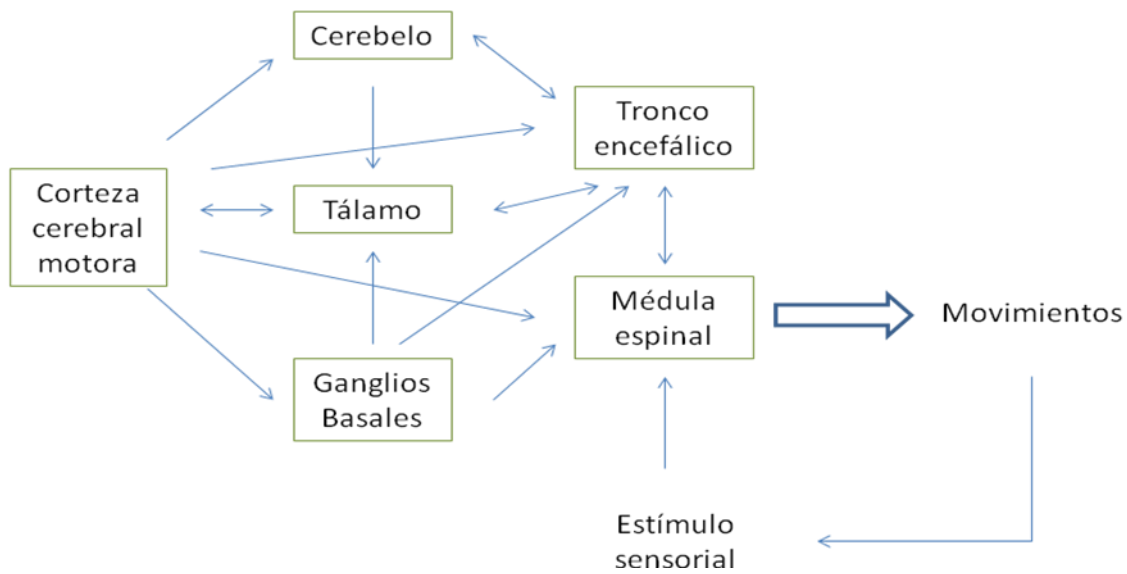 Cerebelo
Tronco
encefálico
Corteza
cerebral
motora
Tálamo
Médula
espinal
Movimientos
Ganglios
Basales
Estímulo
sensorial